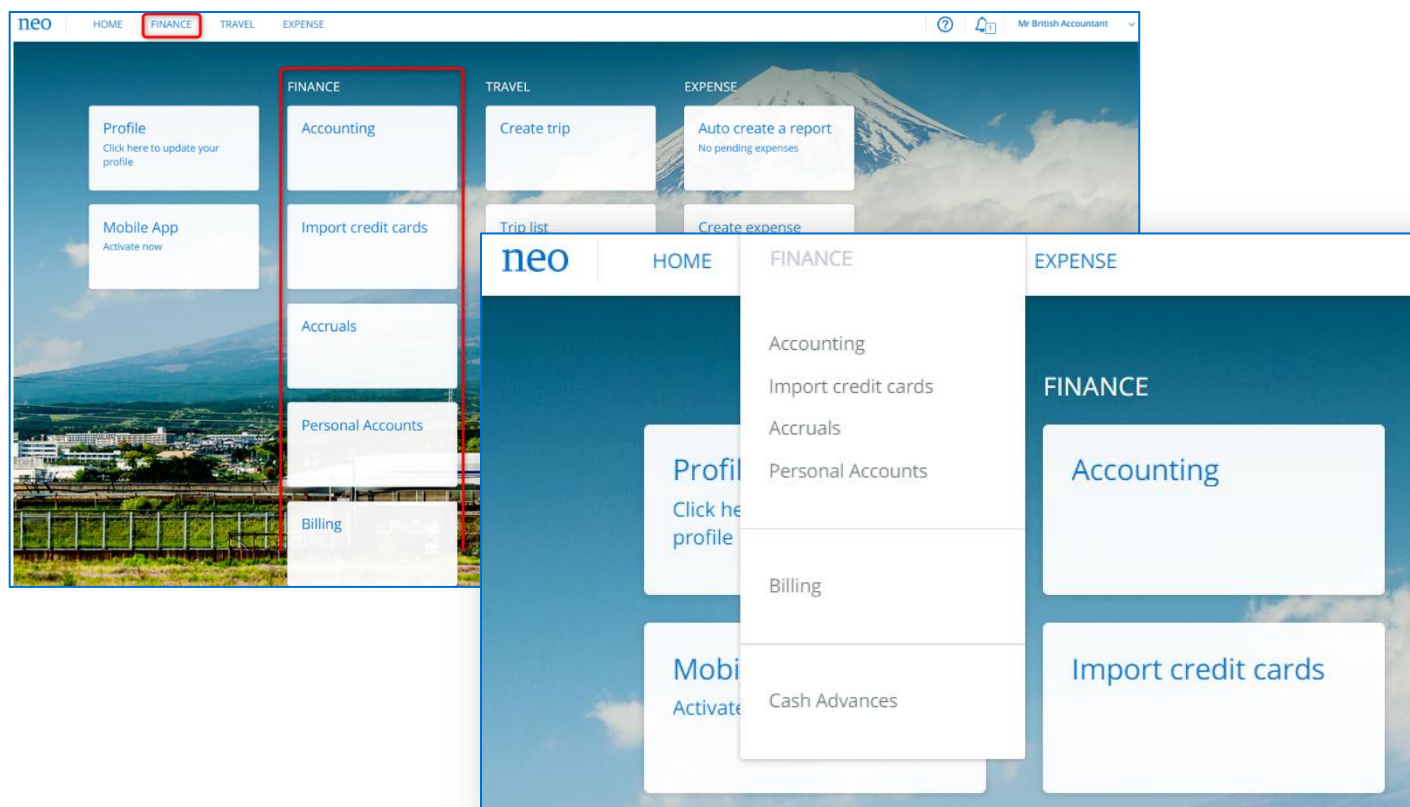 neo HOME FINANCE TRAVEL EXPENSE 1 Mr British Accountant
FINANCE TRAVEL EXPENSE
Profile
Click here to update your
profile
Accounting
Create trip
Auto create a report
No pending expenses
Mobile App
Activate now
Import credit cards
Trip list
Create expense
Accruals
Personal Accounts
Billing
neo HOME FINANCE EXPENSE
Accounting
Import credit cards
Accruals
Personal Accounts
Billing
Cash Advances
FINANCE
Profil
Click he
profile
Accounting
Mobi
Activate
Import credit cards